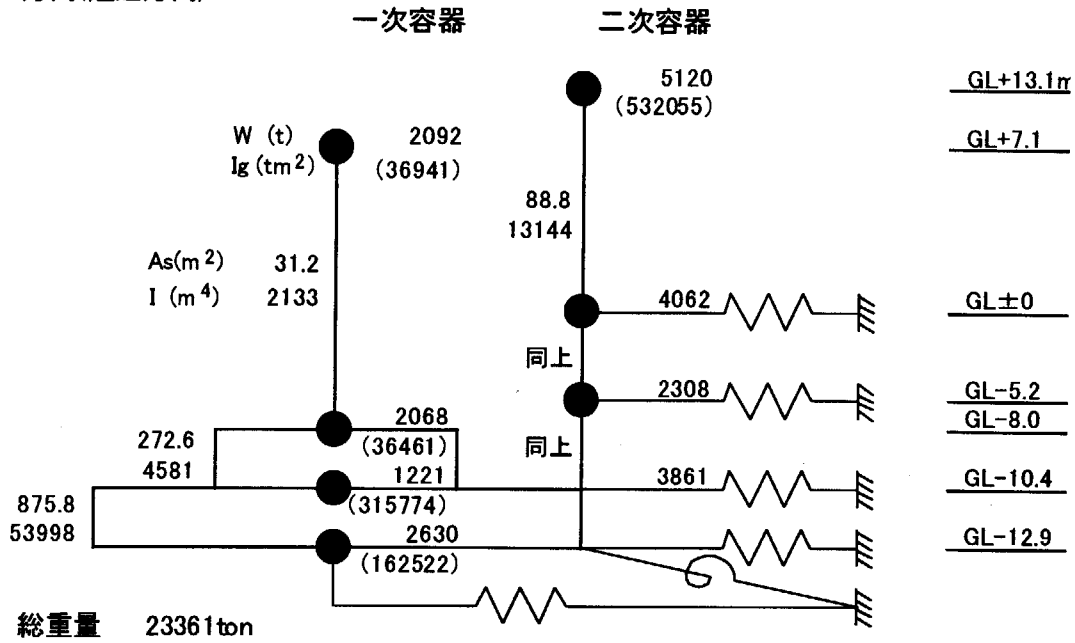 一次容器 二次容器
5120 GL+13.1m
(532055)
W (t) 2092 GL+7.1
Ig (tm²) (36941)
88.8
13144
As(m²) 31.2
I (m⁴) 2133
4062 GL±0
同上
2308 GL-5.2
2068 GL-8.0
272.6 (36461) 同上
4581 1221 3861 GL-10.4
875.8 (315774)
53998 2630 GL-12.9
(162522)
総重量 23361ton